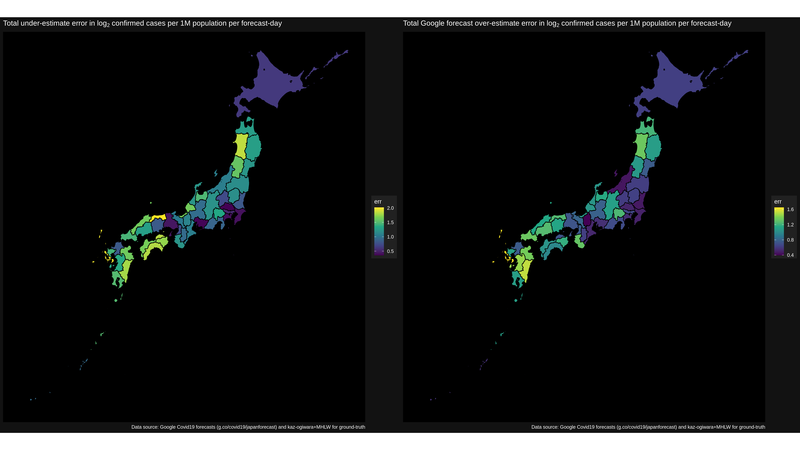 Total under-estimate error in log₂ confirmed cases per 1M population per forecast-day
err
2.0
1.5
1.0
0.5
Data source: Google Covid19 forecasts (g.co/covid19/japanforecast) and kaz-ogiwara+MHLW for ground-truth
Total Google forecast over-estimate error in log₂ confirmed cases per 1M population per forecast-day
err
1.6
1.2
0.8
0.4
Data source: Google Covid19 forecasts (g.co/covid19/japanforecast) and kaz-ogiwara+MHLW for ground-truth